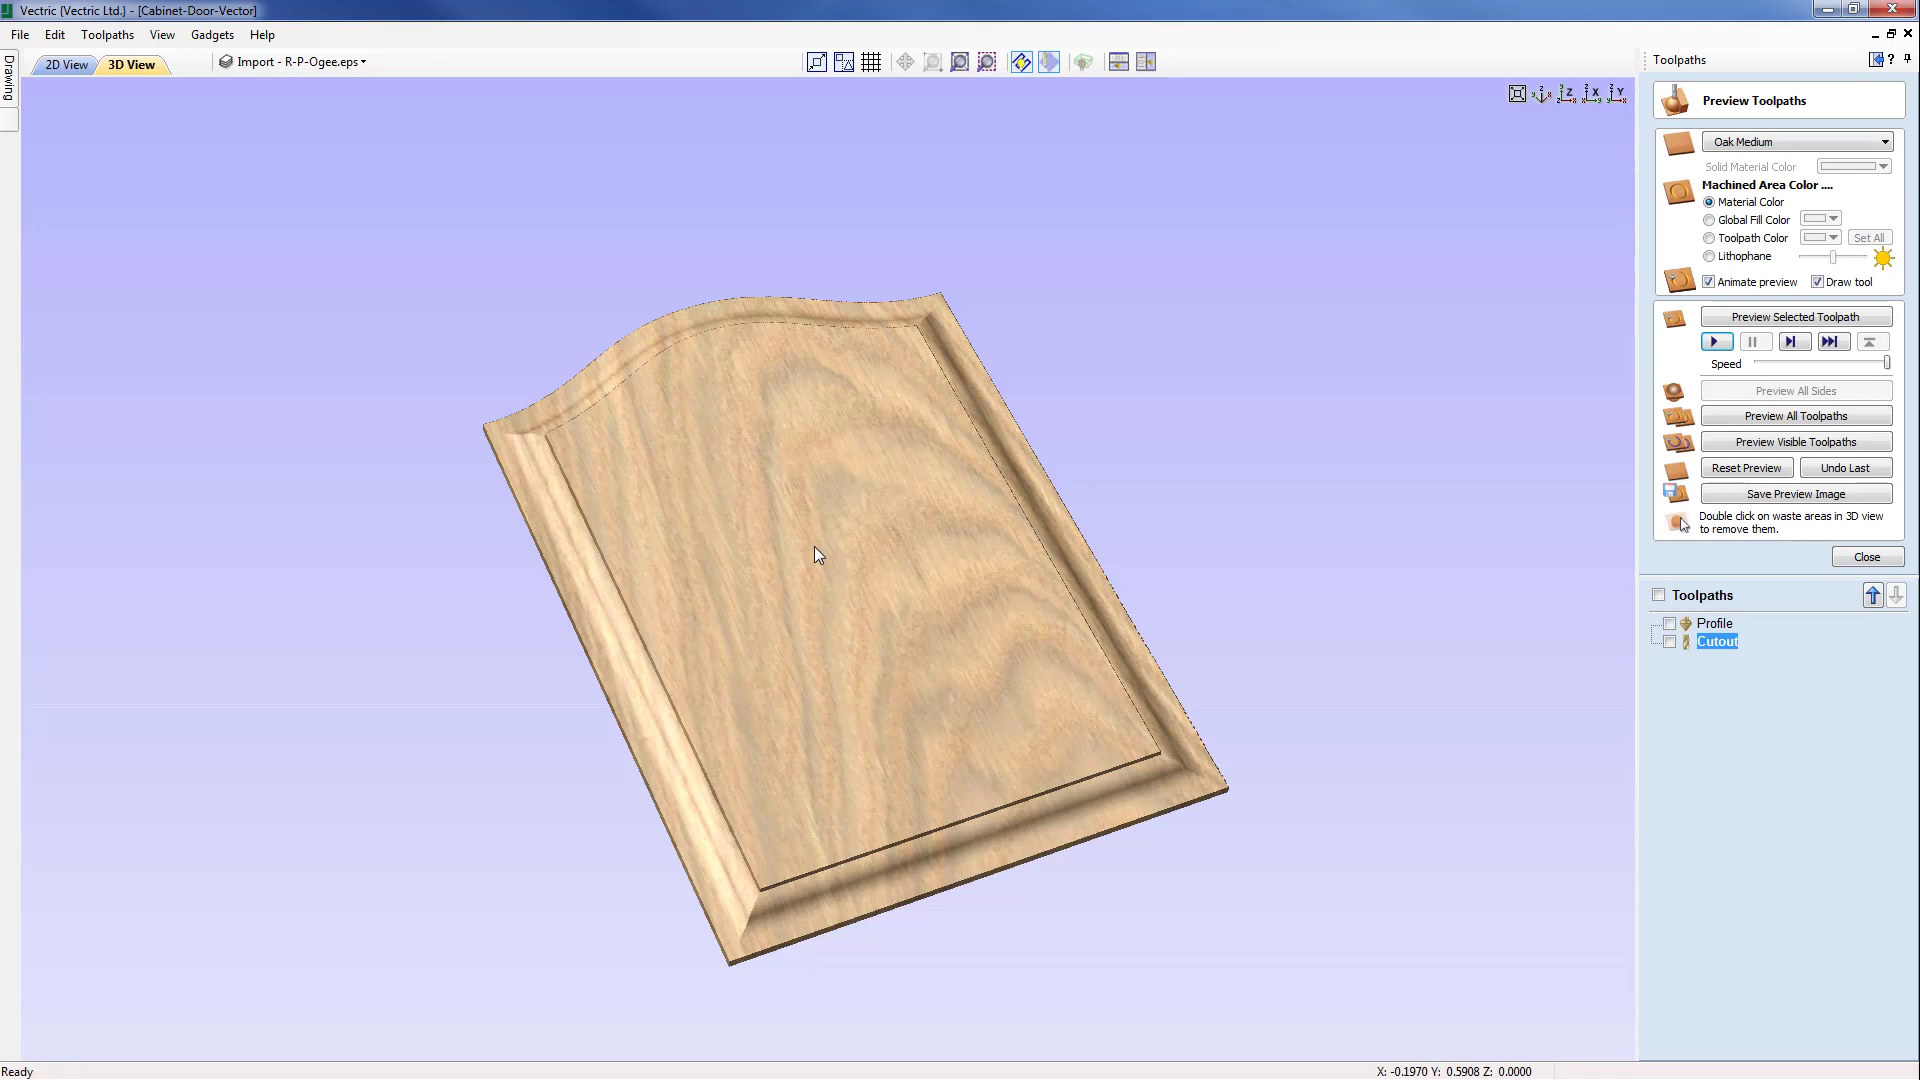 Vectric {Vectric Ltd.} - [Cabinet-Door-Vector]
File Edit Toolpaths View Gadgets Help
Drawing
2D View 3D View Import - R-P-Ogee.eps
Toolpaths ?
Preview Toolpaths
Oak Medium
Solid Material Color
Machined Area Color ....
Material Color
Global Fill Color
Toolpath Color Set All
Lithophane
Animate preview Draw tool
Preview Selected Toolpath
Speed
Preview All Sides
Preview All Toolpaths
Preview Visible Toolpaths
Reset Preview Undo Last
Save Preview Image
Double click on waste areas in 3D view
to remove them.
Close
Toolpaths
Profile
Cutout
Ready X: -0.1970 Y: 0.5908 Z: 0.0000